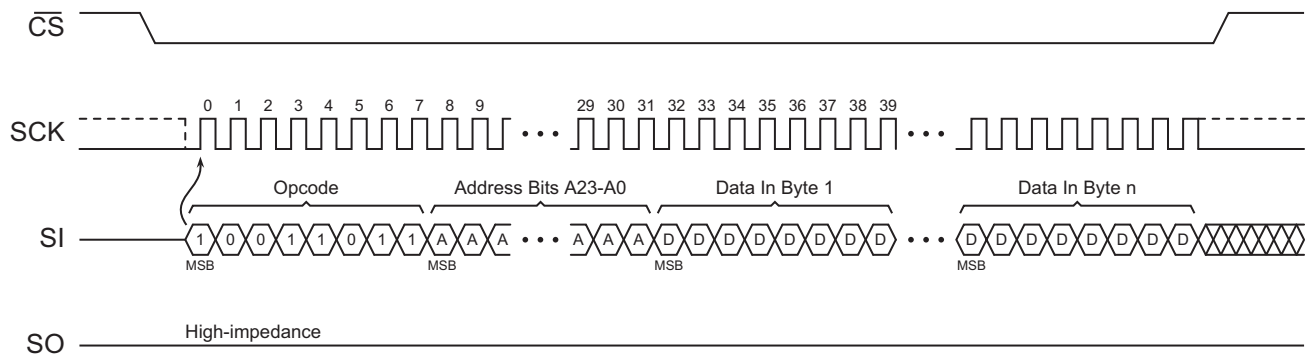 CS
0 1 2 3 4 5 6 7 8 9 29 30 31 32 33 34 35 36 37 38 39
SCK • • • • • •
Opcode Address Bits A23-A0 Data In Byte 1 Data In Byte n
SI 1 0 0 1 1 0 1 1 A A A • • • A A A D D D D D D D D • • • D D D D D D D D
MSB MSB MSB MSB
High-impedance
SO